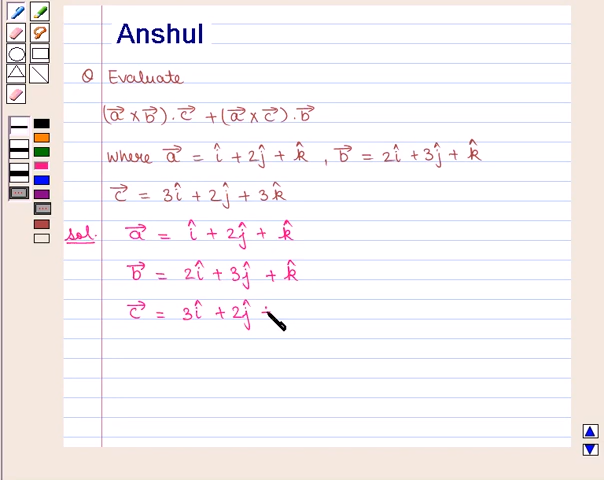 Anshul
Q Evaluate
(a⃗ × b⃗) . c⃗ + (a⃗ × c⃗) . b⃗
where a⃗ = î + 2ĵ + k̂ , b⃗ = 2î + 3ĵ + k̂
c⃗ = 3î + 2ĵ + 3k̂
Sol. a⃗ = î + 2ĵ + k̂
b⃗ = 2î + 3ĵ + k̂
c⃗ = 3î + 2ĵ